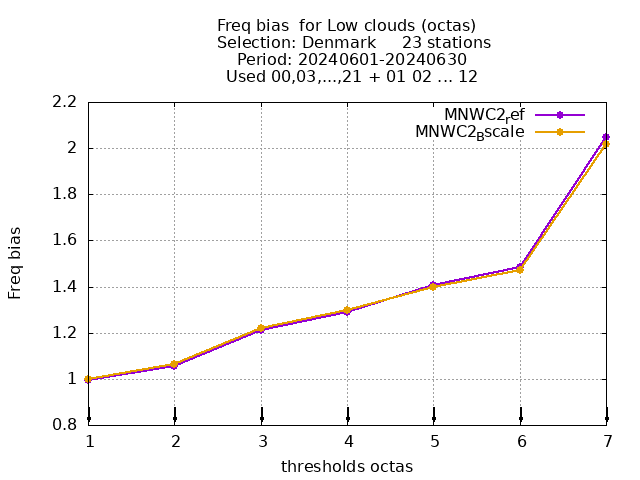 Freq bias  for Low clouds (octas)
Selection: Denmark     23 stations
Period: 20240601-20240630
Used 00,03,...,21 + 01 02 ... 12
MNWC2_ref
MNWC2_Bscale
2.2
2
1.8
1.6
1.4
1.2
1
0.8
Freq bias
1 2 3 4 5 6 7
thresholds octas